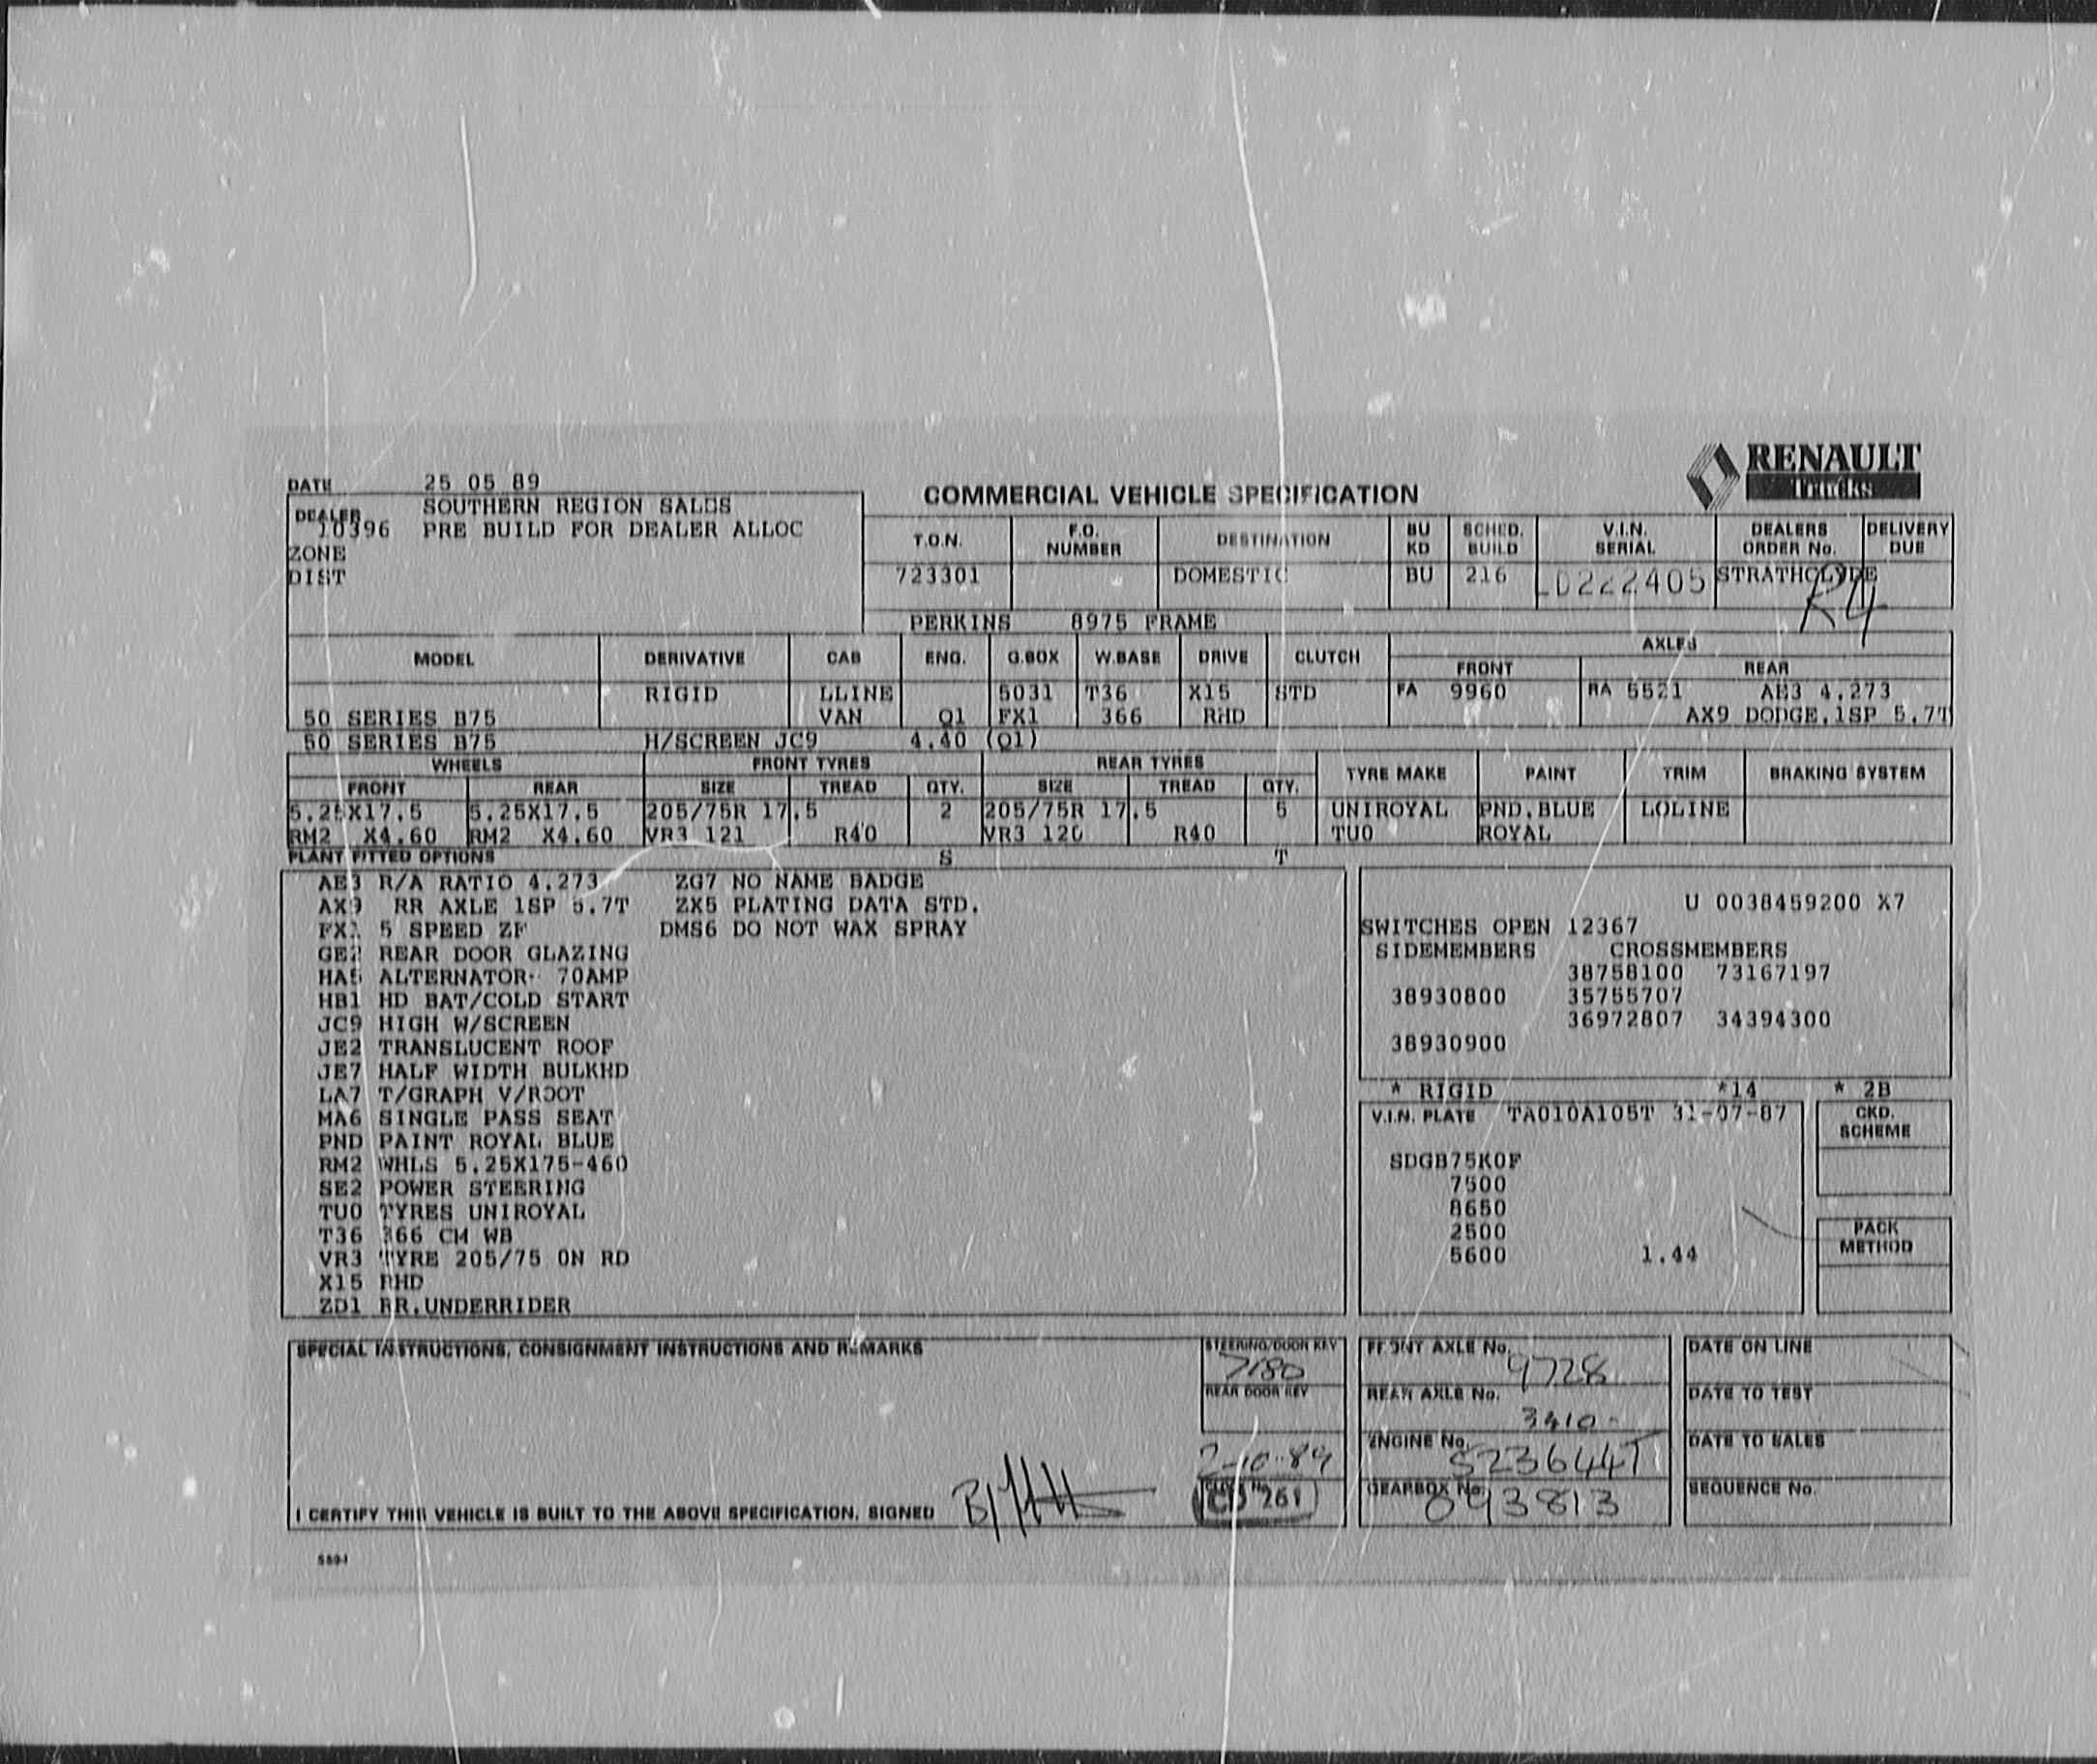 RENAULT
Trucks
DATE 25 05 89
COMMERCIAL VEHICLE SPECIFICATION
SOUTHERN REGION SALES
DEALER
10396 PRE BUILD FOR DEALER ALLOC
ZONE
DIST
T.O.N. F.O. NUMBER DESTINATION BU KD SCHED. BUILD V.I.N. SERIAL DEALERS ORDER No. DELIVERY DUE
723301 DOMESTIC BU 216 LD222405 STRATHCLYDE
R4
PERKINS 8975 FRAME
MODEL DERIVATIVE CAB ENG. G.BOX W.BASE DRIVE CLUTCH AXLES
FRONT REAR
RIGID LLINE 5031 T36 X15 STD FA 9960 RA 5521 AE3 4.273
50 SERIES B75 VAN Q1 FX1 366 RHD AX9 DODGE.1SP 5.7T
50 SERIES B75 H/SCREEN JC9 4.40 (Q1)
WHEELS FRONT TYRES REAR TYRES TYRE MAKE PAINT TRIM BRAKING SYSTEM
FRONT REAR SIZE TREAD QTY. SIZE TREAD QTY.
5.25X17.5 5.25X17.5 205/75R 17.5 2 205/75R 17.5 5 UNIROYAL PND.BLUE LOLINE
RM2 X4.60 RM2 X4.60 VR3 121 R40 VR3 120 R40 TU0 ROYAL
PLANT FITTED OPTIONS S T
AE3 R/A RATIO 4.273 ZG7 NO NAME BADGE
AX9 RR AXLE 1SP 5.7T ZX5 PLATING DATA STD.
FX1 5 SPEED ZF DMS6 DO NOT WAX SPRAY
GE2 REAR DOOR GLAZING
HA5 ALTERNATOR 70AMP
HB1 HD BAT/COLD START
JC9 HIGH W/SCREEN
JE2 TRANSLUCENT ROOF
JE7 HALF WIDTH BULKHD
LA7 T/GRAPH V/ROOT
MA6 SINGLE PASS SEAT
PND PAINT ROYAL BLUE
RM2 WHLS 5.25X175-460
SE2 POWER STEERING
TU0 TYRES UNIROYAL
T36 366 CM WB
VR3 TYRE 205/75 ON RD
X15 RHD
ZD1 RR.UNDERRIDER
U 0038459200 X7
SWITCHES OPEN 12367
SIDEMEMBERS CROSSMEMBERS
38758100 73167197
38930800 35755707
36972807 34394300
38930900
* RIGID *14 * 2B
V.I.N. PLATE TA010A105T 31-07-87
SDGB75K0F
7500
8650
2500
5600 1.44
CKD. SCHEME
PACK METHOD
SPECIAL INSTRUCTIONS, CONSIGNMENT INSTRUCTIONS AND REMARKS
STEERING/DOOR KEY
7180
REAR DOOR KEY
2-10-89
261
I CERTIFY THIS VEHICLE IS BUILT TO THE ABOVE SPECIFICATION. SIGNED
FRONT AXLE No. 9728
REAR AXLE No. 3410
ENGINE No. S236447T
GEARBOX No. 093813
DATE ON LINE
DATE TO TEST
DATE TO SALES
SEQUENCE No.